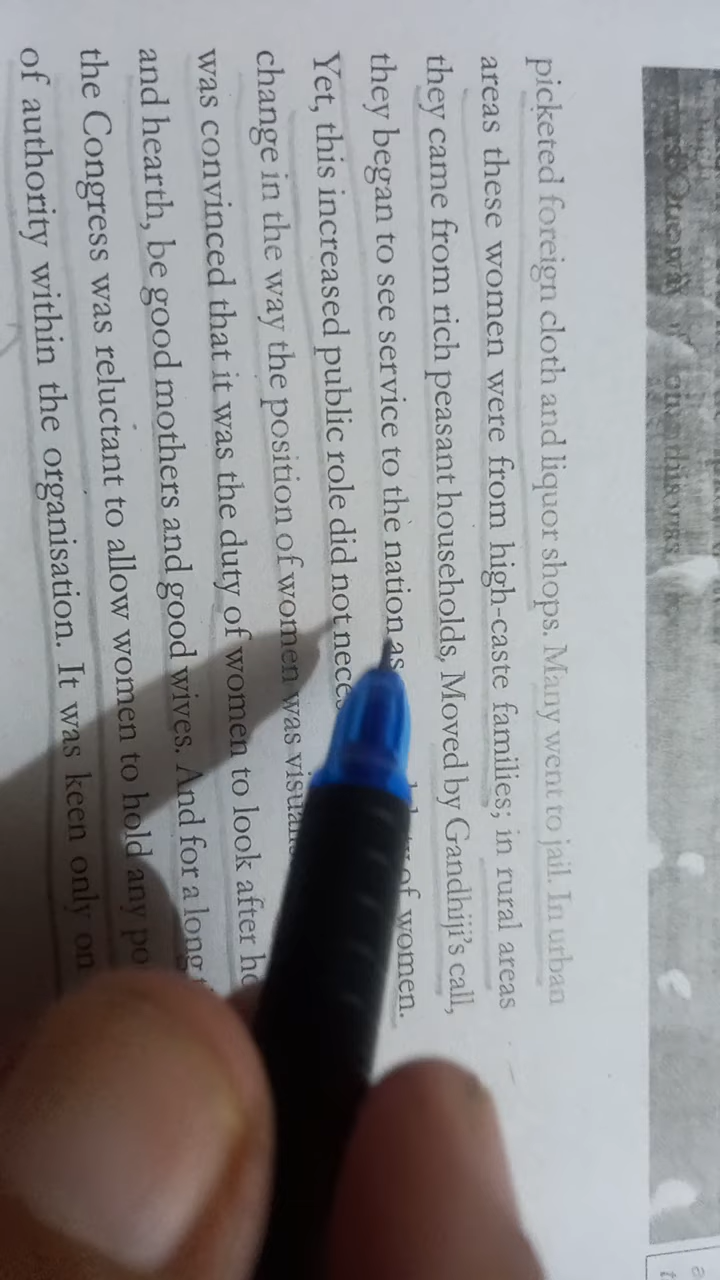 picketed foreign cloth and liquor shops. Many went to jail. In urban
areas these women were from high-caste families; in rural areas
they came from rich peasant households. Moved by Gandhiji's call,
they began to see service to the nation as of women.
Yet, this increased public role did not
change in the way the position of women was
was convinced that it was the duty of women to look after
and hearth, be good mothers and good wives. And for a long
the Congress was reluctant to allow women to hold any
of authority within the organisation. It was keen only on